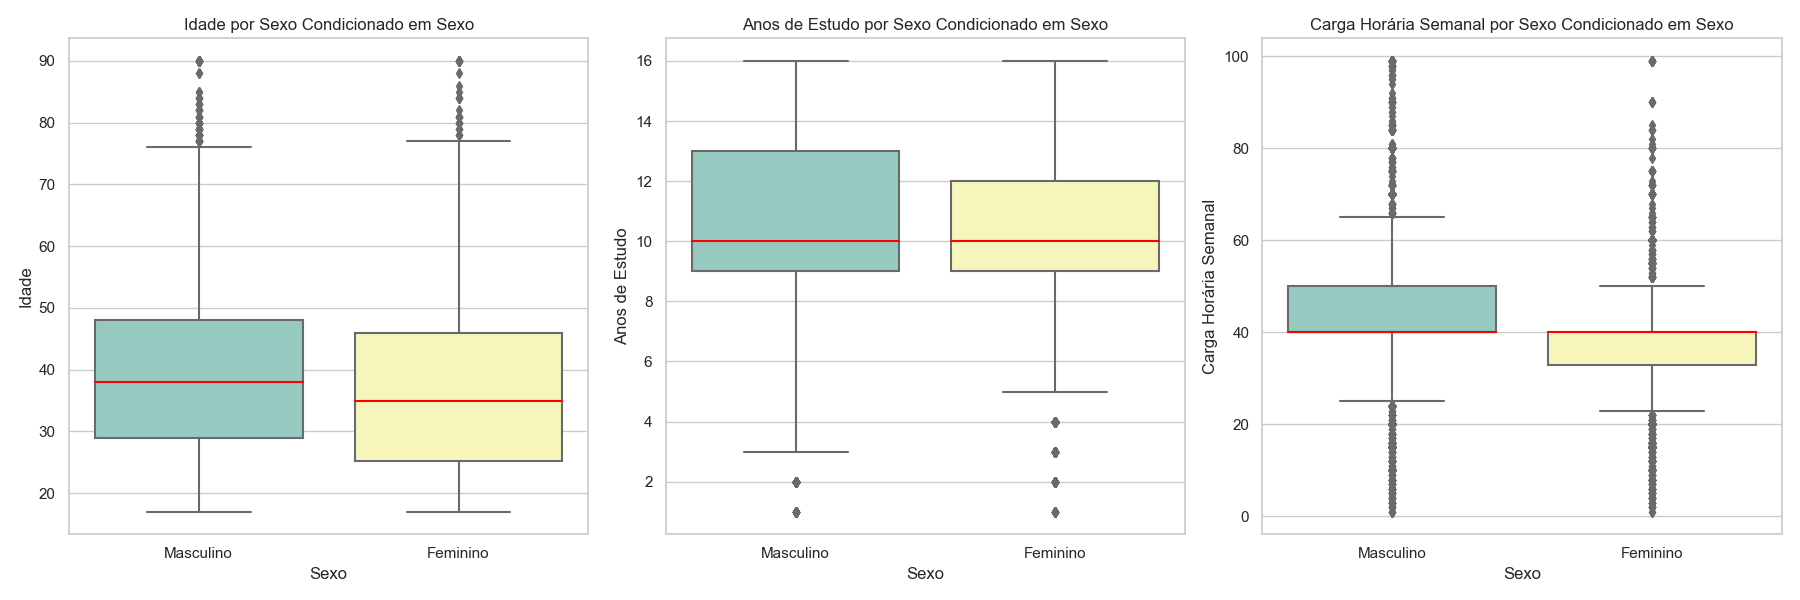 Idade por Sexo Condicionado em Sexo
90
80
70
60
50
40
30
20
Idade
Masculino
Feminino
Sexo
Anos de Estudo por Sexo Condicionado em Sexo
16
14
12
10
8
6
4
2
Anos de Estudo
Masculino
Feminino
Sexo
Carga Horária Semanal por Sexo Condicionado em Sexo
100
80
60
40
20
0
Carga Horária Semanal
Masculino
Feminino
Sexo